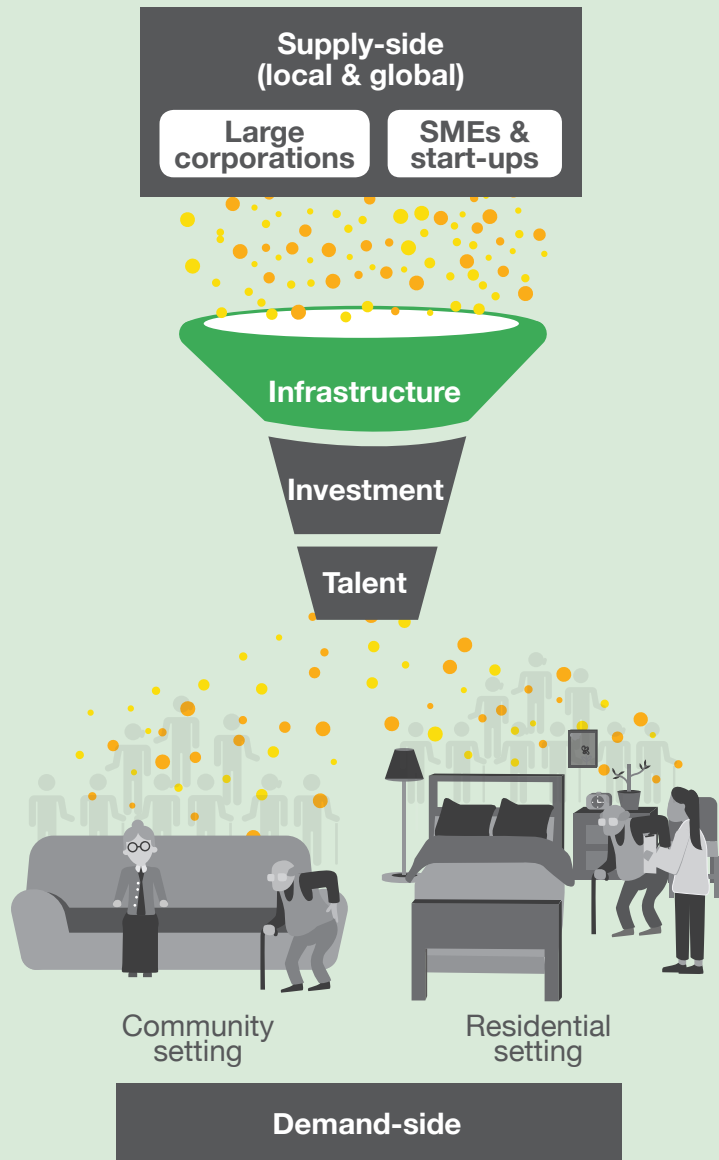 Supply-side
(local & global)
Large
corporations
SMEs &
start-ups
Infrastructure
Investment
Talent
Community
setting
Residential
setting
Demand-side